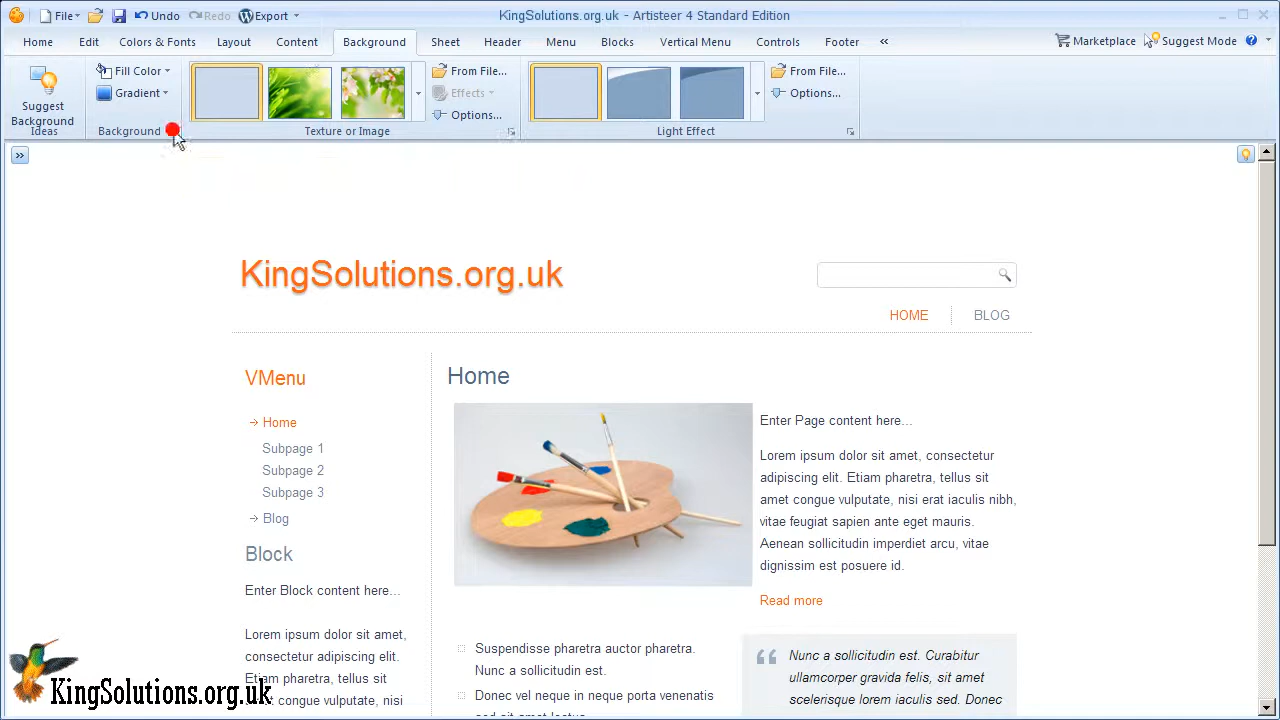 File Undo Redo Export KingSolutions.org.uk - Artisteer 4 Standard Edition
Home Edit Colors & Fonts Layout Content Background Sheet Header Menu Blocks Vertical Menu Controls Footer « Marketplace Suggest Mode
Suggest Background
Ideas
Fill Color
Gradient
Background
From File...
Effects
Options...
Texture or Image
From File...
Options...
Light Effect
»
KingSolutions.org.uk
HOME BLOG
VMenu
Home
Subpage 1
Subpage 2
Subpage 3
Blog
Block
Enter Block content here...
Lorem ipsum dolor sit amet,
consectetur adipiscing elit.
Etiam pharetra, tellus sit
vulputate, nisi
Home
Enter Page content here...
Lorem ipsum dolor sit amet, consectetur
adipiscing elit. Etiam pharetra, tellus sit
amet congue vulputate, nisi erat iaculis nibh,
vitae feugiat sapien ante eget mauris.
Aenean sollicitudin imperdiet arcu, vitae
dignissim est posuere id.
Read more
Suspendisse pharetra auctor pharetra.
Nunc a sollicitudin est.
Donec vel neque in neque porta venenatis
Nunc a sollicitudin est. Curabitur
ullamcorper gravida felis, sit amet
scelerisque lorem iaculis sed. Donec
KingSolutions.org.uk